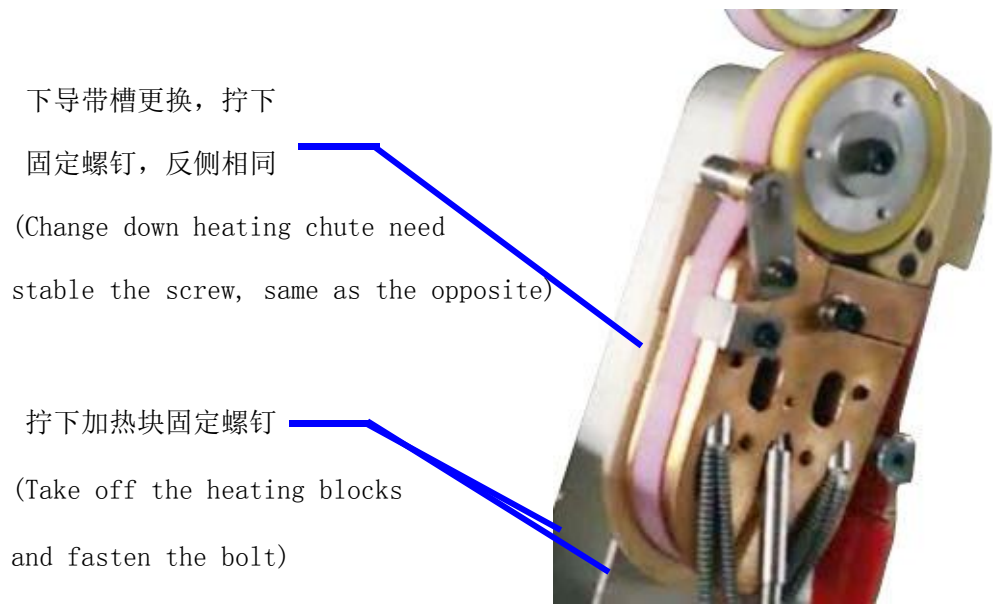 下导带槽更换，拧下
固定螺钉，反侧相同
(Change down heating chute need
stable the screw, same as the opposite)
拧下加热块固定螺钉
(Take off the heating blocks
and fasten the bolt)